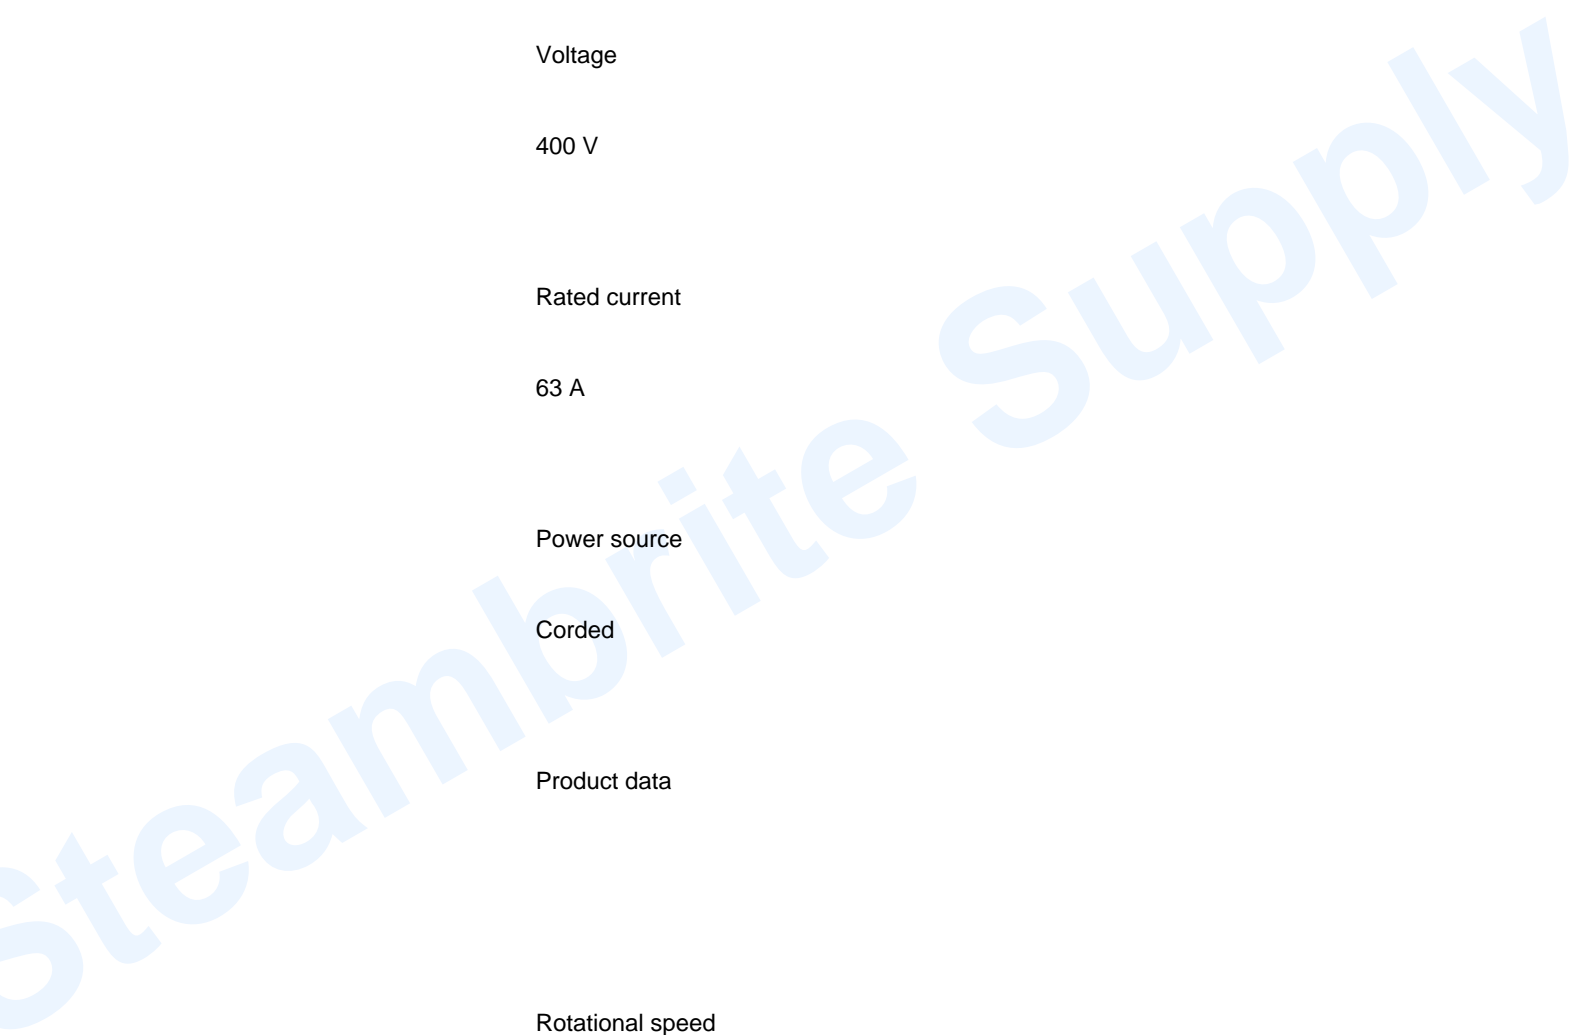 Voltage
400 V
Rated current
63 A
Power source
Corded
Product data
Rotational speed
Steambrite Supply